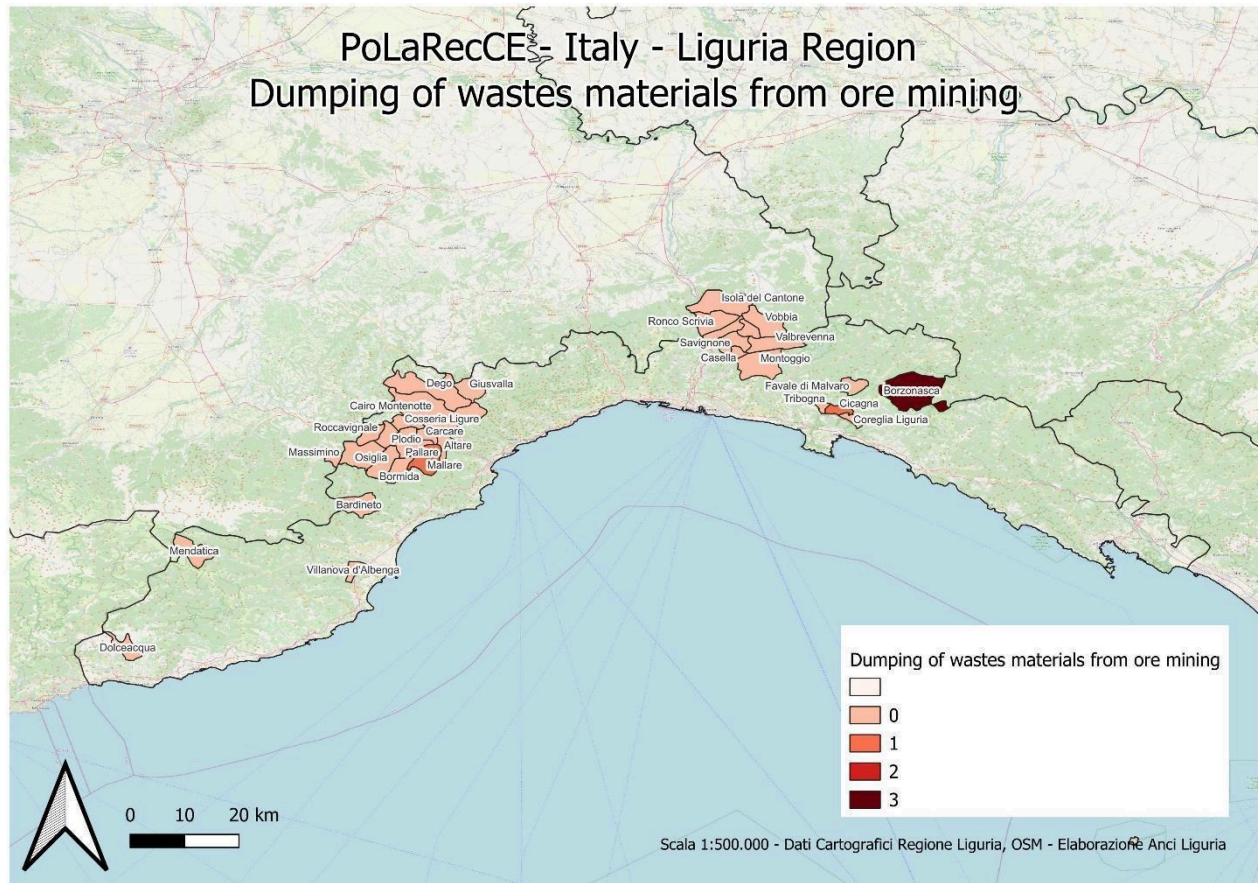 PoLaRecCE - Italy - Liguria Region
Dumping of wastes materials from ore mining
Isola del Cantone
Ronco Scrivia
Vobbia
Savignone
Valbrevenna
Casella
Montoggio
Favale di Malvaro
Borzonasca
Tribogna
Cicagna
Coreglia Liguria
Dego
Giusvalla
Cairo Montenotte
Cosseria Ligure
Roccavignale
Carcare
Plodio
Altare
Massimino
Osiglia
Pallare
Mallare
Bormida
Bardineto
Mendatica
Villanova d'Albenga
Dolceacqua
Dumping of wastes materials from ore mining
0
1
2
3
0 10 20 km
Scala 1:500.000 - Dati Cartografici Regione Liguria, OSM - Elaborazione Anci Liguria